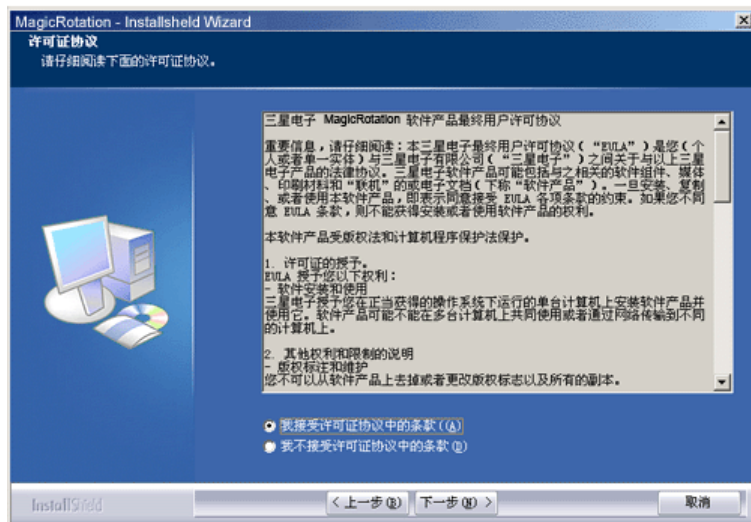 MagicRotation - Installsheld Wizard
许可证协议
请仔细阅读下面的许可证协议。
三星电子 MagicRotation 软件产品最终用户许可协议
重要信息，请仔细阅读：本三星电子最终用户许可协议（“EULA”）是您（个
人或者单一实体）与三星电子有限公司（“三星电子”）之间关于与以上三星
电子产品的法律协议。三星电子软件产品可能包括与之相关的软件组件、媒体
、印刷材料和“联机”的或电子文档（下称“软件产品”）。一旦安装、复制
、或者使用本软件产品，即表示同意接受 EULA 各项条款的约束。如果您不同
意 EULA 条款，则不能获得安装或者使用软件产品的权利。
本软件产品受版权法和计算机程序保护法保护。
1. 许可证的授予。
EULA 授予您以下权利：
- 软件安装和使用
三星电子授予您在正当获得的操作系统下运行的单台计算机上安装软件产品并
使用它。软件产品可能不能在多台计算机上共同使用或者通过网络传输到不同
的计算机上。
2. 其他权利和限制的说明
- 版权标注和维护
您不可以从软件产品上去掉或者更改版权标志以及所有的副本。
我接受许可证协议中的条款((A)
我不接受许可证协议中的条款(D)
InstallShield
< 上一步(B) 下一步(N) > 取消